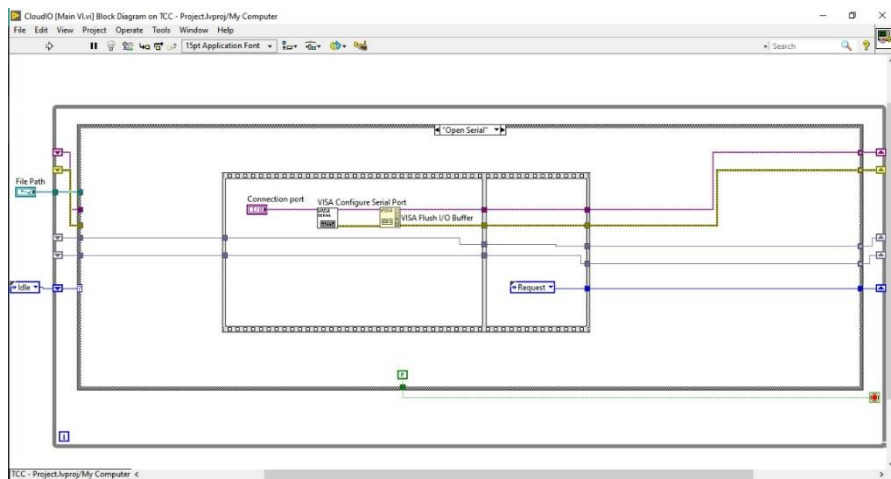 CloudIO [Main VI.vi] Block Diagram on TCC - Project.lvproj/My Computer
File Edit View Project Operate Tools Window Help
15pt Application Font
Search
"Open Serial"
File Path
Connection port
VISA Configure Serial Port
VISA Flush I/O Buffer
Idle
Request
F
i
TCC - Project.lvproj/My Computer